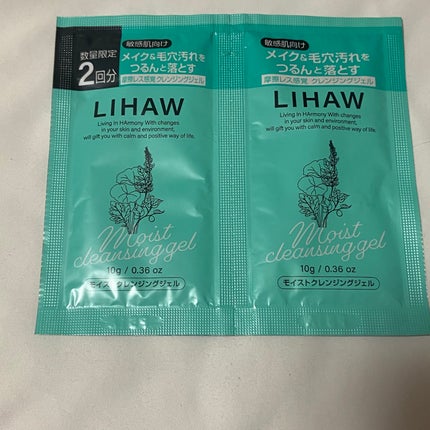 数量限定
2回分
敏感肌向け
メイク&毛穴汚れを
つるんと落とす
摩擦レス感覚 クレンジングジェル
LIHAW
Living in HArmony With changes
in your skin and environment,
will gift you with calm and positive way of life.
Moist
cleansing gel
10g / 0.36 oz
モイストクレンジングジェル
敏感肌向け
メイク&毛穴汚れを
つるんと落とす
摩擦レス感覚 クレンジングジェル
LIHAW
Living in HArmony With changes
in your skin and environment,
will gift you with calm and positive way of life.
Moist
cleansing gel
10g / 0.36 oz
モイストクレンジングジェル